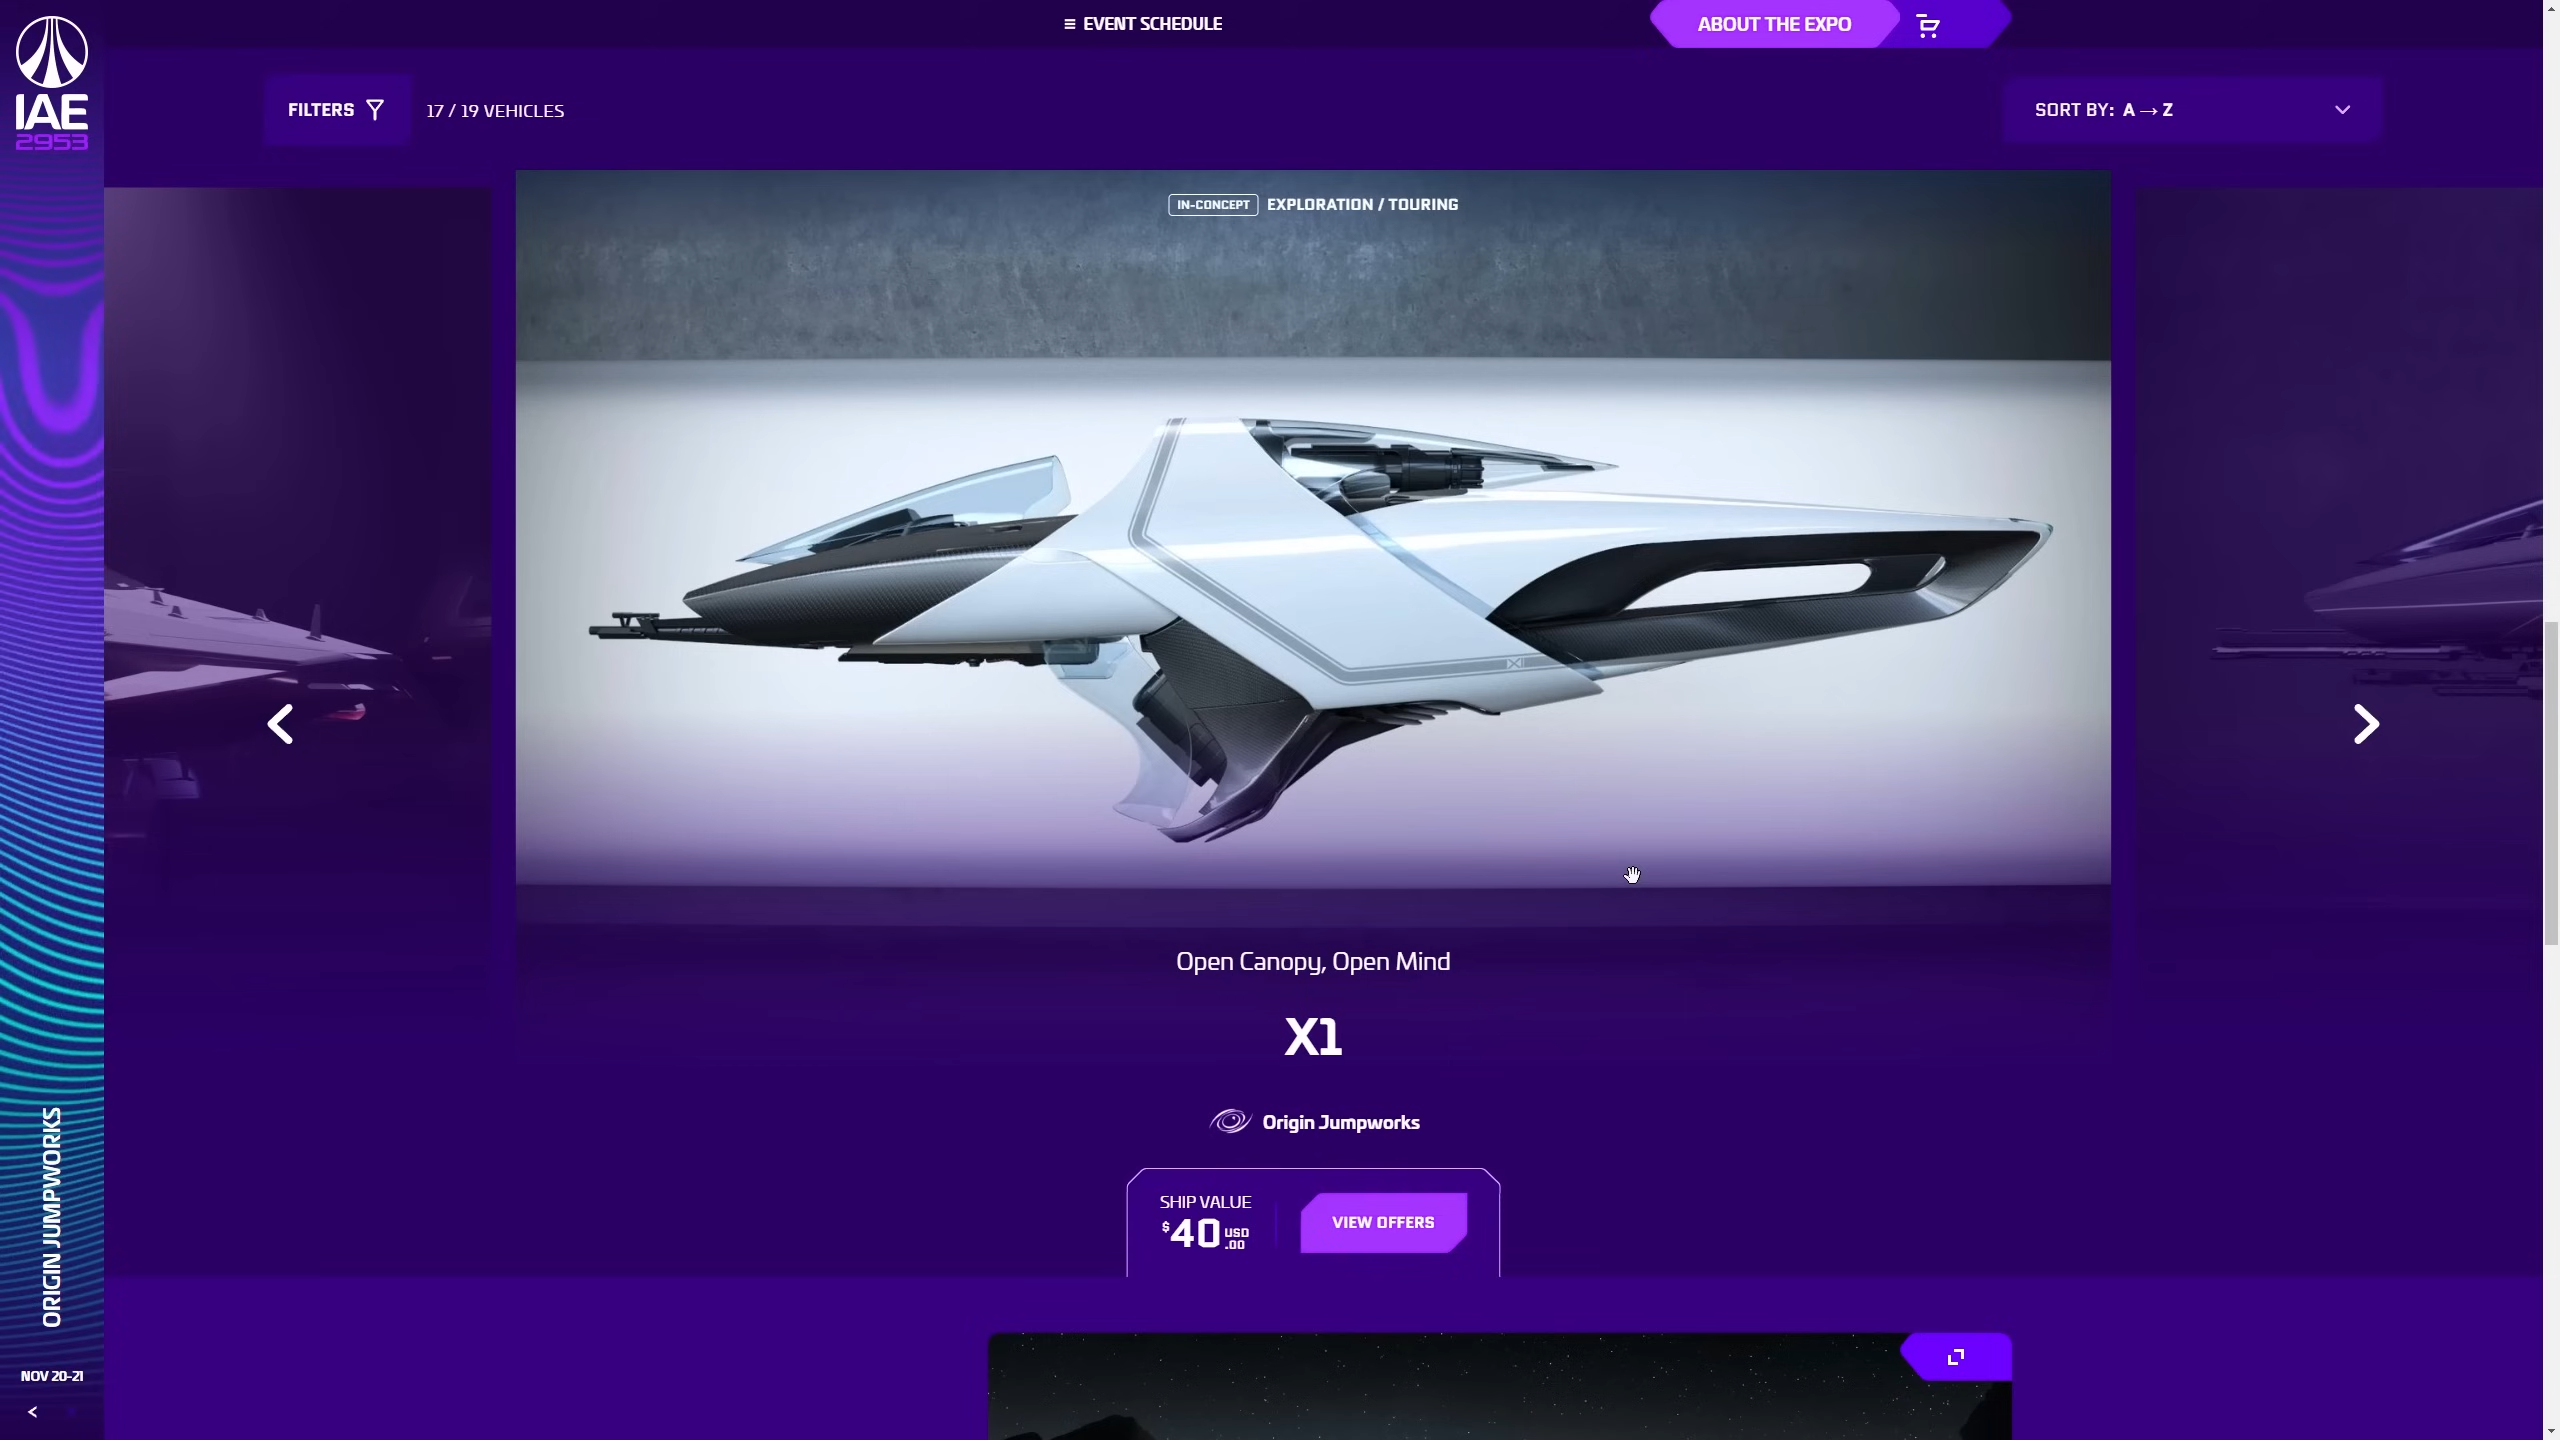 IAE
2953
≡ EVENT SCHEDULE
ABOUT THE EXPO
FILTERS
17 / 19 VEHICLES
SORT BY: A → Z
IN-CONCEPT EXPLORATION / TOURING
Open Canopy, Open Mind
X1
Origin Jumpworks
SHIP VALUE
$40 USD .00
VIEW OFFERS
ORIGIN JUMPWORKS
NOV 20-21